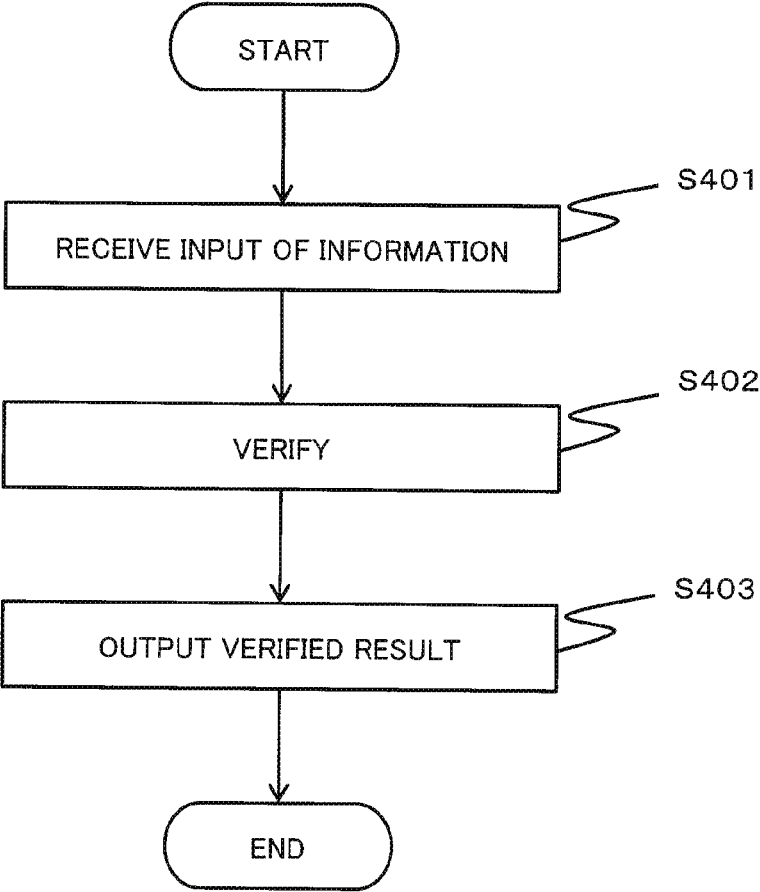 START
S401
RECEIVE INPUT OF INFORMATION
S402
VERIFY
S403
OUTPUT VERIFIED RESULT
END